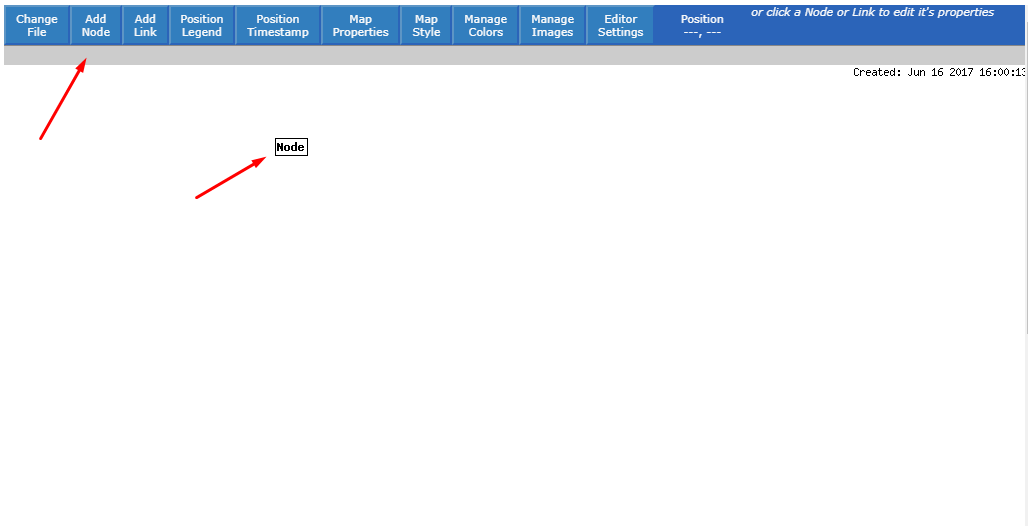 Change File
Add Node
Add Link
Position Legend
Position Timestamp
Map Properties
Map Style
Manage Colors
Manage Images
Editor Settings
Position ---, ---
or click a Node or Link to edit it's properties
Created: Jun 16 2017 16:00:13
Node